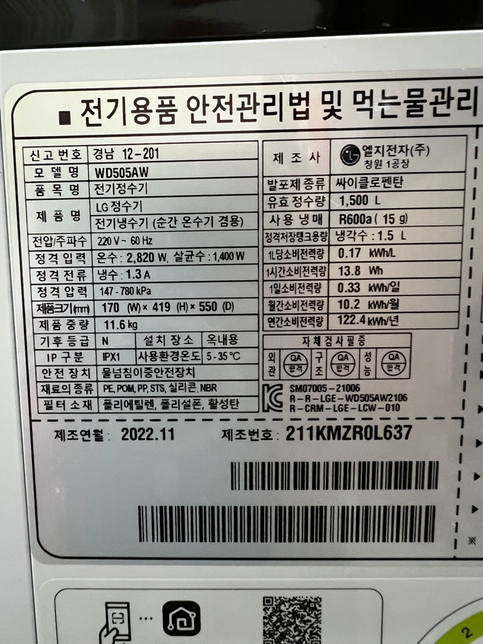 ■ 전기용품 안전관리법 및 먹는물관리
신고 번호 경남 12-201
모 델 명 WD505AW
품 목 명 전기정수기
제 품 명 LG 정수기
전기냉수기 (순간 온수기 겸용)
전압/주파수 220 V ~ 60 Hz
정격 입력 온수 : 2,820 W, 살균수 : 1,400 W
정격 전류 냉수 : 1.3 A
정격 압력 147 - 780 kPa
제품크기(mm) 170 (W)× 419 (H)× 550 (D)
제품 중량 11.6 kg
기후 등급 N 설치 장소 옥내용
IP 구분 IPX1 사용환경온도 5 - 35 ℃
안전 장치 물넘침이중안전장치
재료의 종류 PE, POM, PP, STS, 실리콘, NBR
필터 소재 폴리에틸렌, 폴리설폰, 활성탄
제 조 사 LG 엘지전자(주)
창원 1공장
발포제 종류 싸이클로펜탄
유효 정수량 1,500 L
사용 냉매 R600a ( 15 g)
정격저장탱크용량 냉각수 : 1.5 L
1L당소비전력량 0.17 kWh/L
1시간소비전력량 13.8 Wh
1일소비전력량 0.33 kWh/일
월간소비전력량 10.2 kWh/월
연간소비전력량 122.4 kWh/년
자 체 검 사 필 증
외관 QA 합격 구조 QA 합격 성능 QA 합격
SM07005-21006
R-R-LGE-WD505AW2106
R-CRM-LGE-LCW-010
제조연월 : 2022.11 제조번호 : 211KMZR0L637
※
2